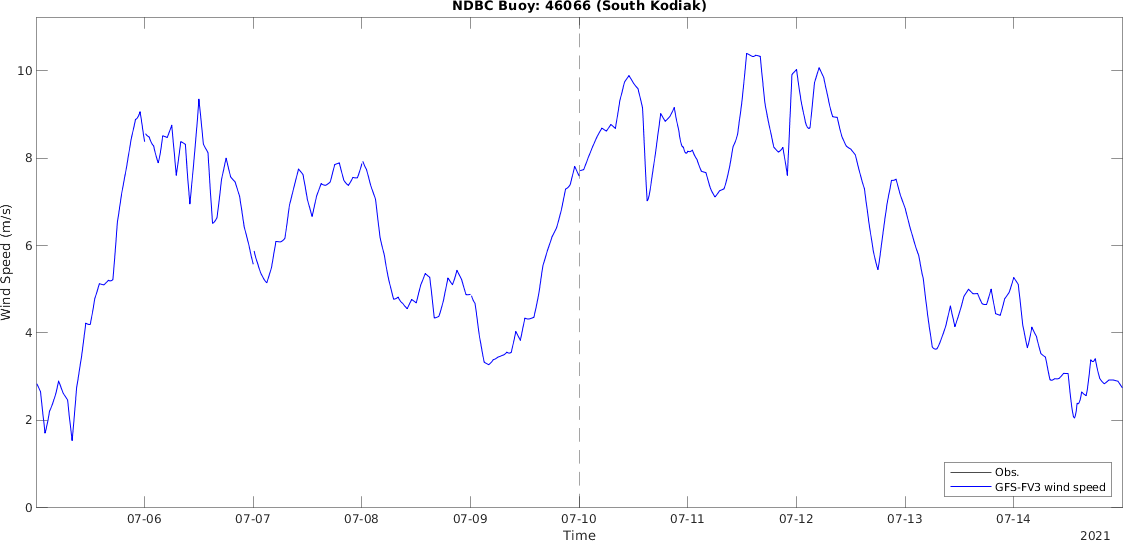 NDBC Buoy: 46066 (South Kodiak)
Wind Speed (m/s)
10
8
6
4
2
0
Obs.
GFS-FV3 wind speed
07-06 07-07 07-08 07-09 07-10 07-11 07-12 07-13 07-14
Time
2021